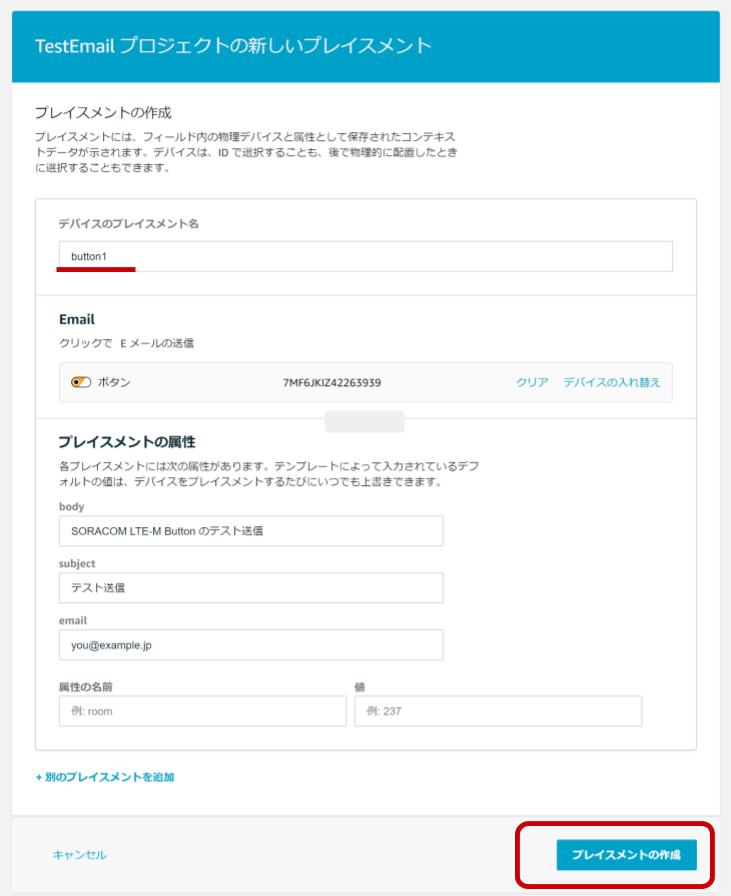 TestEmail プロジェクトの新しいプレイスメント
プレイスメントの作成
プレイスメントには、フィールド内の物理デバイスと属性として保存されたコンテキス
トデータが示されます。デバイスは、ID で選択することも、後で物理的に配置したとき
に選択することもできます。
デバイスのプレイスメント名
button1
Email
クリックで E メールの送信
ボタン 7MF6JKIZ42263939 クリア デバイスの入れ替え
プレイスメントの属性
各プレイスメントには次の属性があります。テンプレートによって入力されているデフ
ォルトの値は、デバイスをプレイスメントするたびにいつでも上書きできます。
body
SORACOM LTE-M Button のテスト送信
subject
テスト送信
email
you@example.jp
属性の名前 値
例: room 例: 237
+ 別のプレイスメントを追加
キャンセル プレイスメントの作成